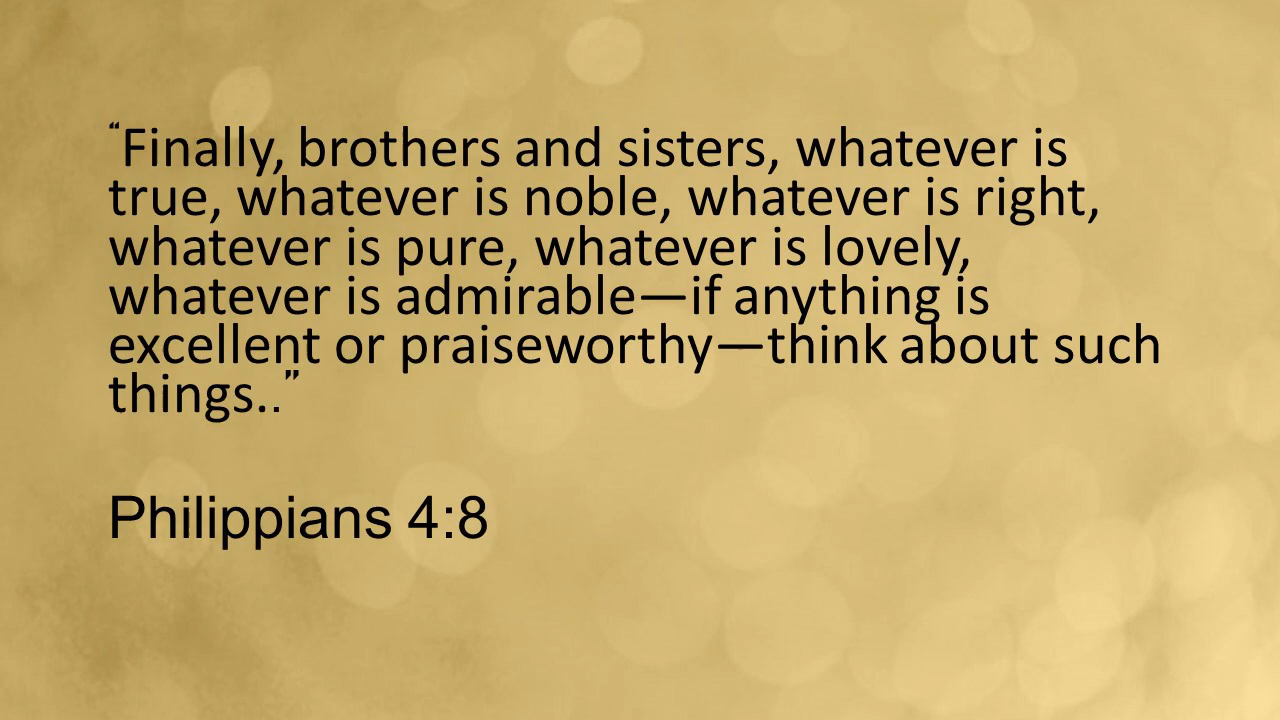 “Finally, brothers and sisters, whatever is
true, whatever is noble, whatever is right,
whatever is pure, whatever is lovely,
whatever is admirable—if anything is
excellent or praiseworthy—think about such
things..”
Philippians 4:8